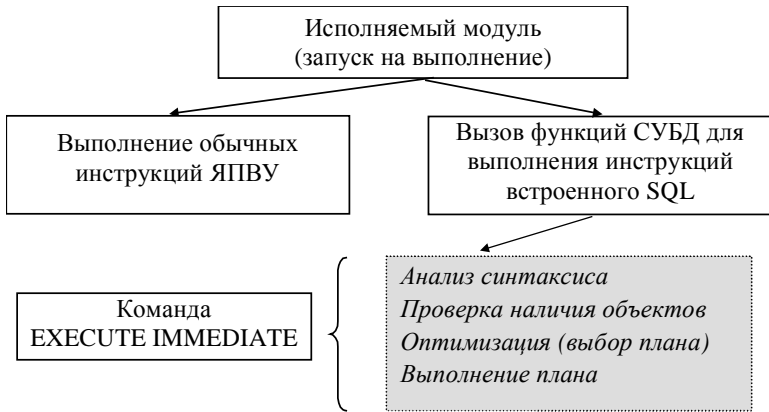 Исполняемый модуль
(запуск на выполнение)
Выполнение обычных
инструкций ЯПВУ
Вызов функций СУБД для
выполнения инструкций
встроенного SQL
Команда
EXECUTE IMMEDIATE
Анализ синтаксиса
Проверка наличия объектов
Оптимизация (выбор плана)
Выполнение плана